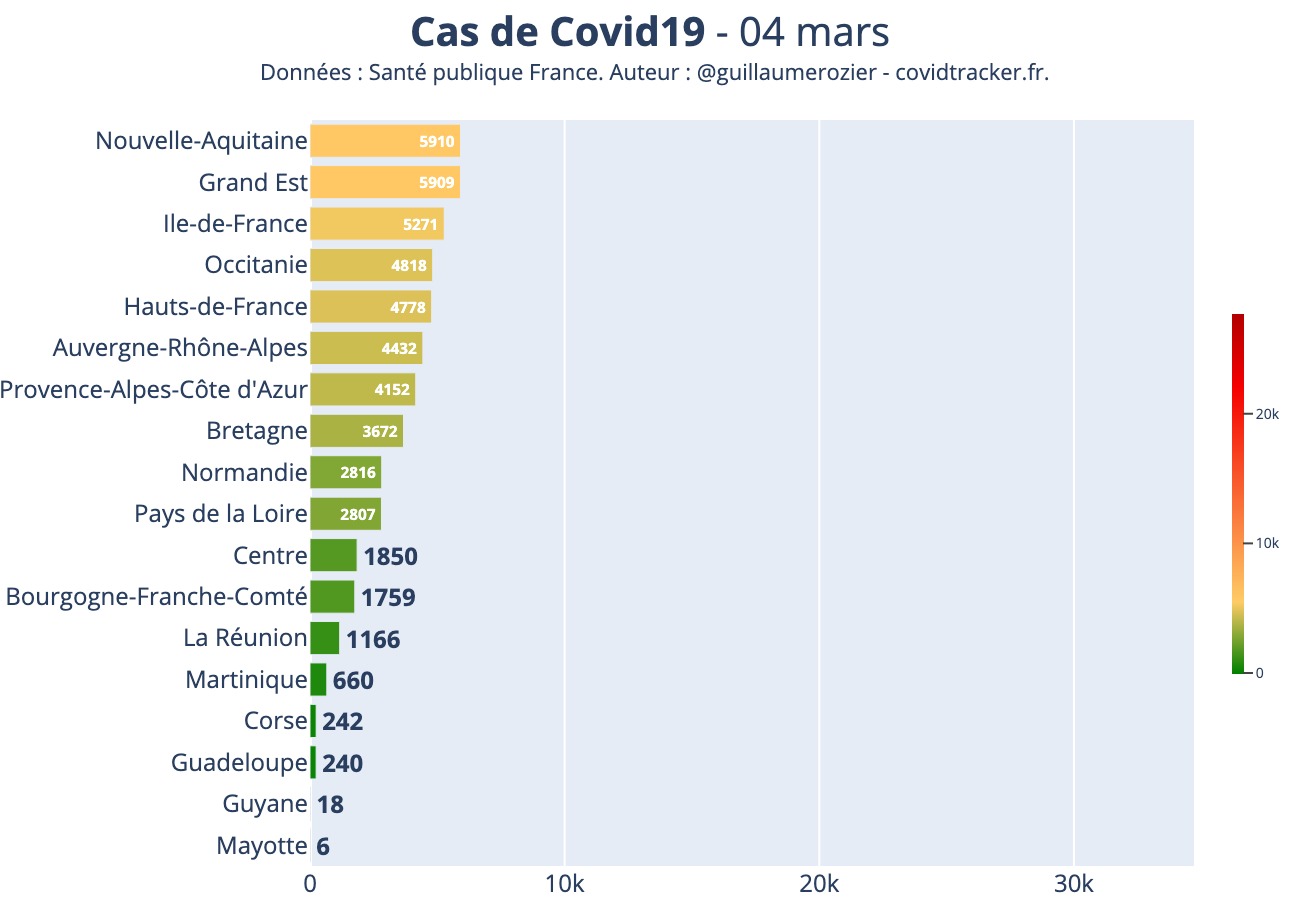 Cas de Covid19 - 04 mars
Données : Santé publique France. Auteur : @guillaumerozier - covidtracker.fr.
Nouvelle-Aquitaine 5910
Grand Est 5909
Ile-de-France 5271
Occitanie 4818
Hauts-de-France 4778
Auvergne-Rhône-Alpes 4432
Provence-Alpes-Côte d'Azur 4152
Bretagne 3672
Normandie 2816
Pays de la Loire 2807
Centre 1850
Bourgogne-Franche-Comté 1759
La Réunion 1166
Martinique 660
Corse 242
Guadeloupe 240
Guyane 18
Mayotte 6
0 10k 20k 30k
20k
10k
0